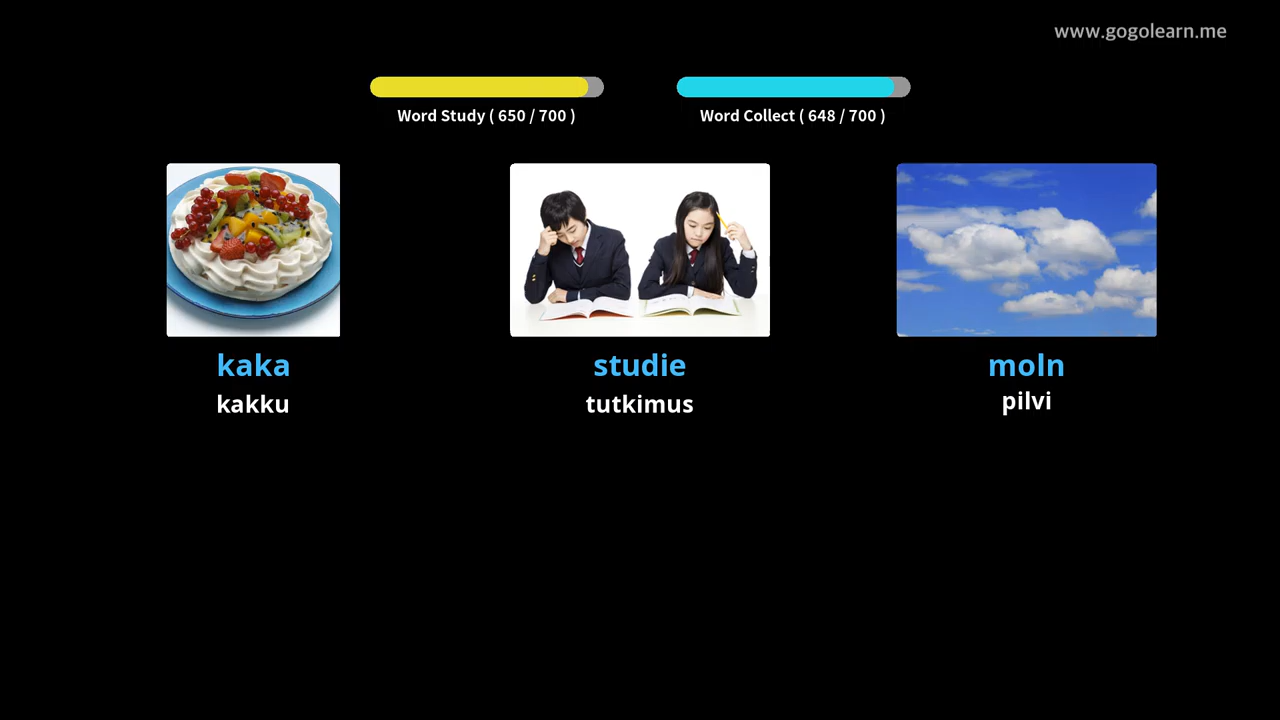 www.gogolearn.me
Word Study ( 650 / 700 )
Word Collect ( 648 / 700 )
kaka
studie
moln
kakku
tutkimus
pilvi